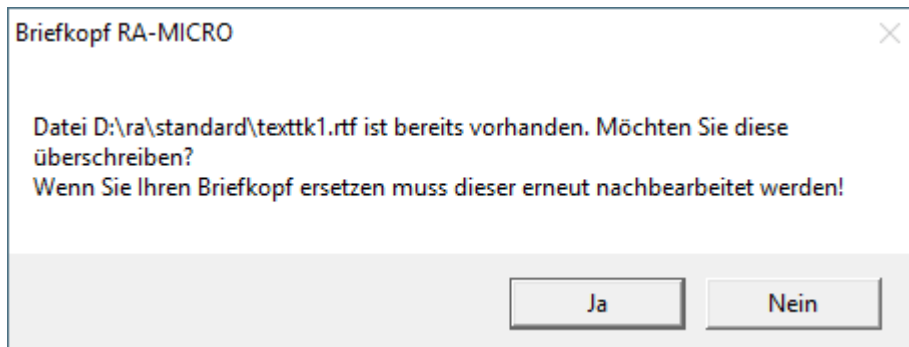 Briefkopf RA-MICRO
Datei D:\ra\standard\texttk1.rtf ist bereits vorhanden. Möchten Sie diese
überschreiben?
Wenn Sie Ihren Briefkopf ersetzen muss dieser erneut nachbearbeitet werden!
Ja
Nein